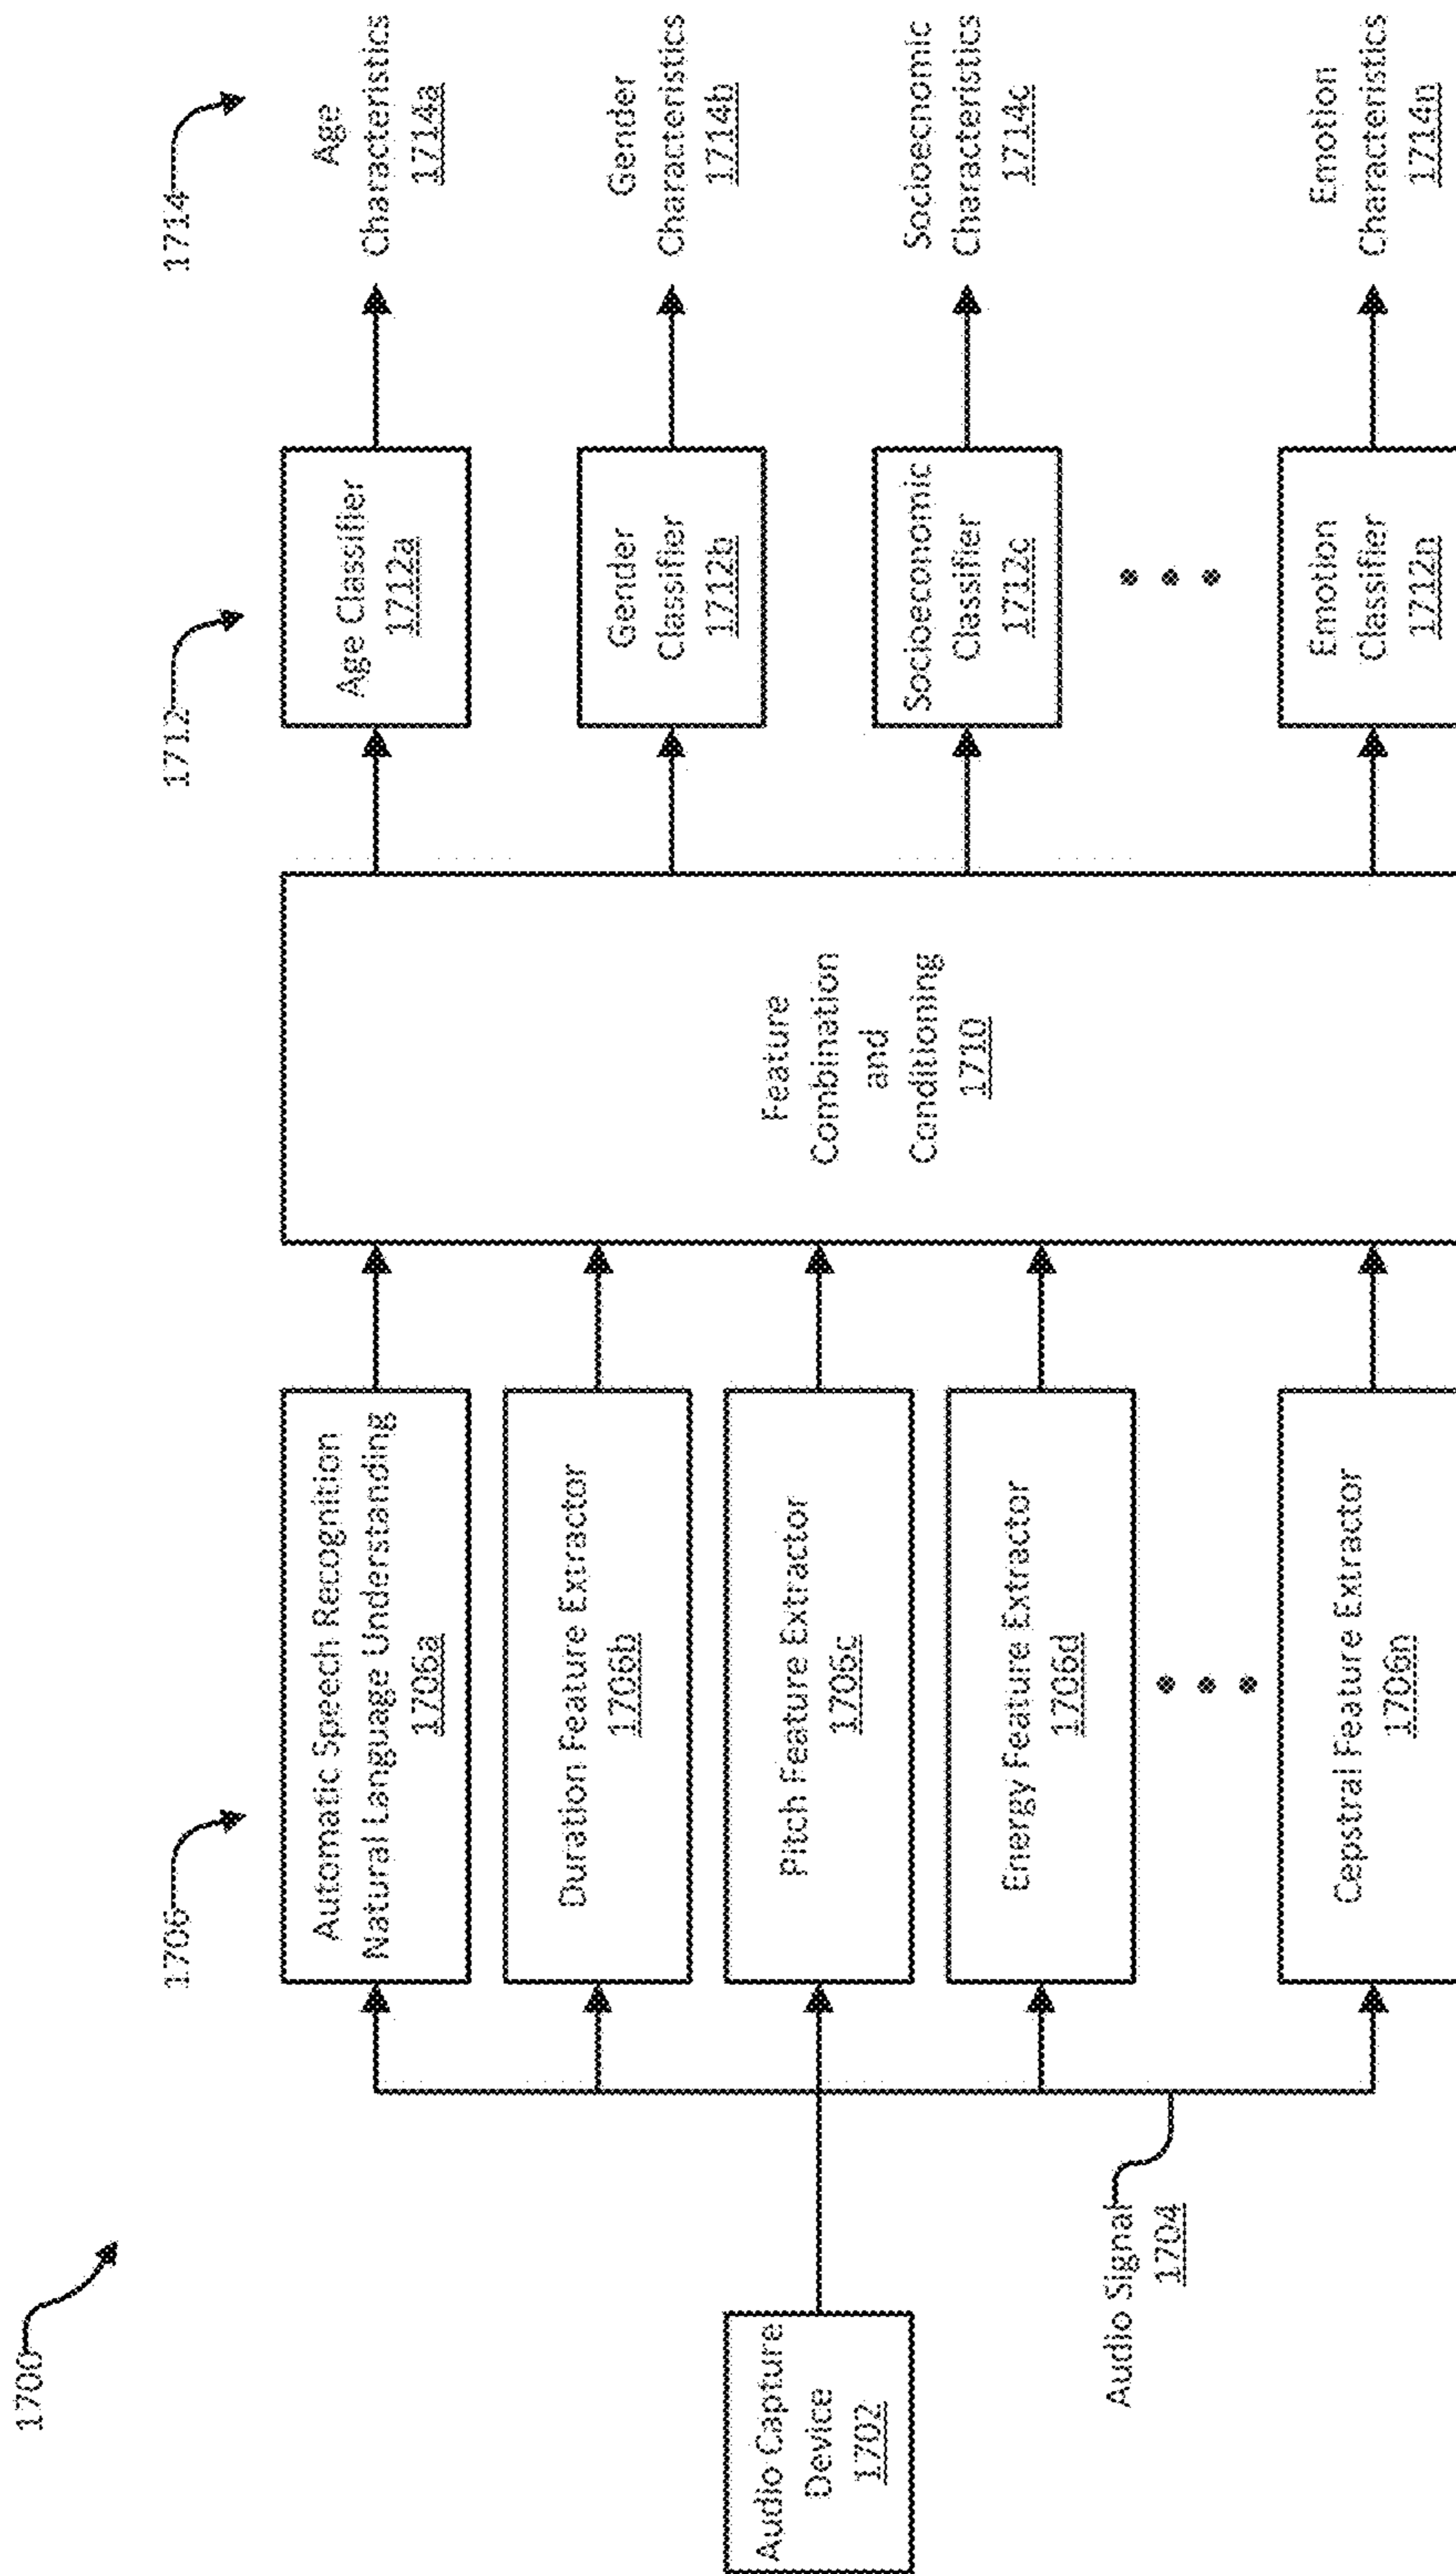 1700
Audio Capture
Device
1702
Audio Signal
1704
1706
Automatic Speech Recognition
Natural Language Understanding
1706a
Duration Feature Extractor
1706b
Pitch Feature Extractor
1706c
Energy Feature Extractor
1706d
Cepstral Feature Extractor
1706n
Feature
Combination
and
Conditioning
1710
1712
Age Classifier
1712a
Gender
Classifier
1712b
Socioeconomic
Classifier
1712c
Emotion
Classifier
1712n
1714
Age
Characteristics
1714a
Gender
Characteristics
1714b
Socioecnomic
Characteristics
1714c
Emotion
Characteristics
1714n